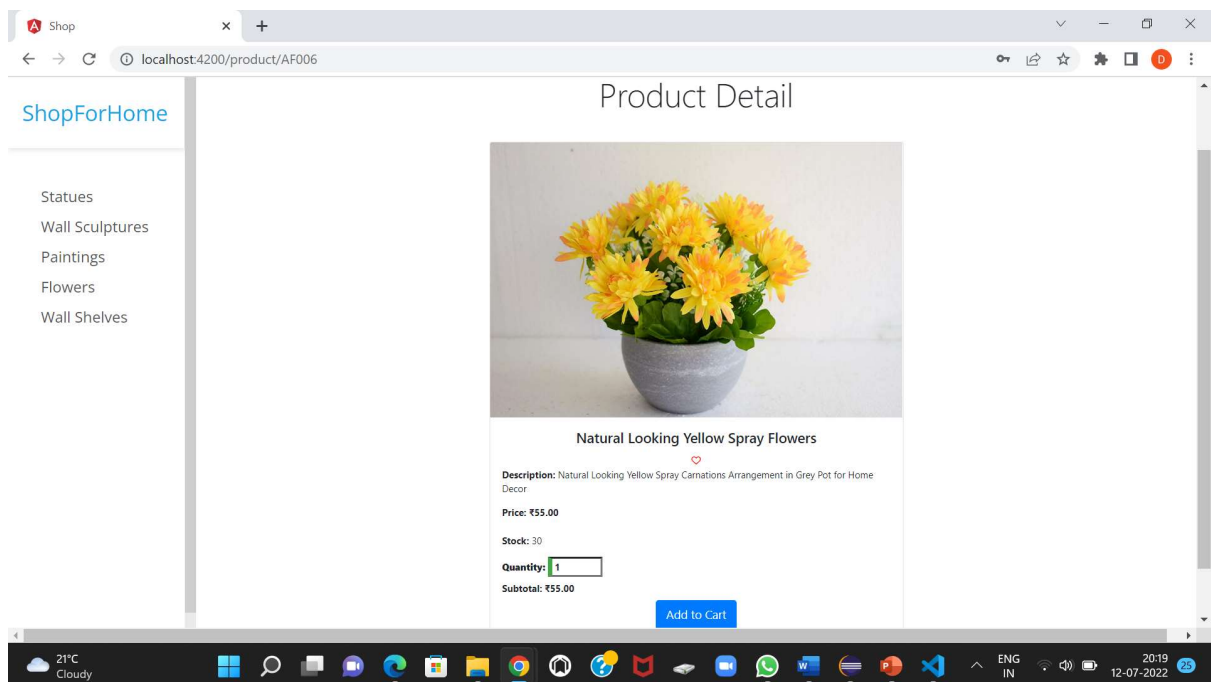 Shop
localhost:4200/product/AF006
D
ShopForHome
Statues
Wall Sculptures
Paintings
Flowers
Wall Shelves
Product Detail
Natural Looking Yellow Spray Flowers
Description: Natural Looking Yellow Spray Carnations Arrangement in Grey Pot for Home
Decor
Price: ₹55.00
Stock: 30
Quantity: 1
Subtotal: ₹55.00
Add to Cart
21°C
Cloudy
ENG
IN
20:19
12-07-2022
25